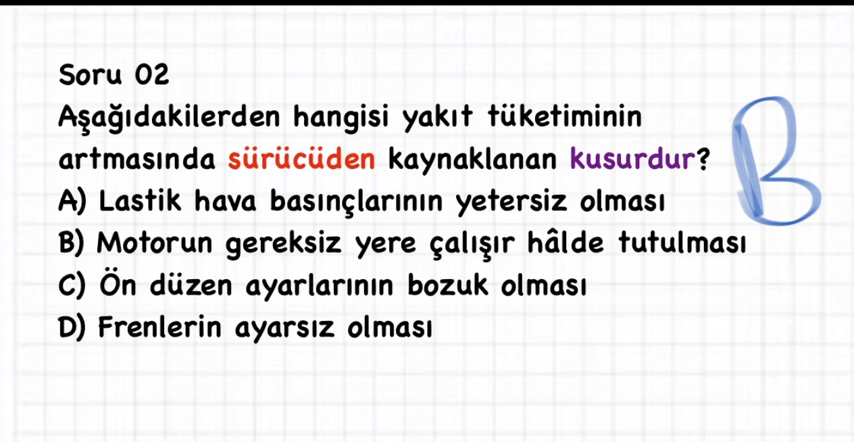 Soru 02
Aşağıdakilerden hangisi yakıt tüketiminin
artmasında sürücüden kaynaklanan kusurdur?
A) Lastik hava basınçlarının yetersiz olması
B) Motorun gereksiz yere çalışır hâlde tutulması
C) Ön düzen ayarlarının bozuk olması
D) Frenlerin ayarsız olması
B